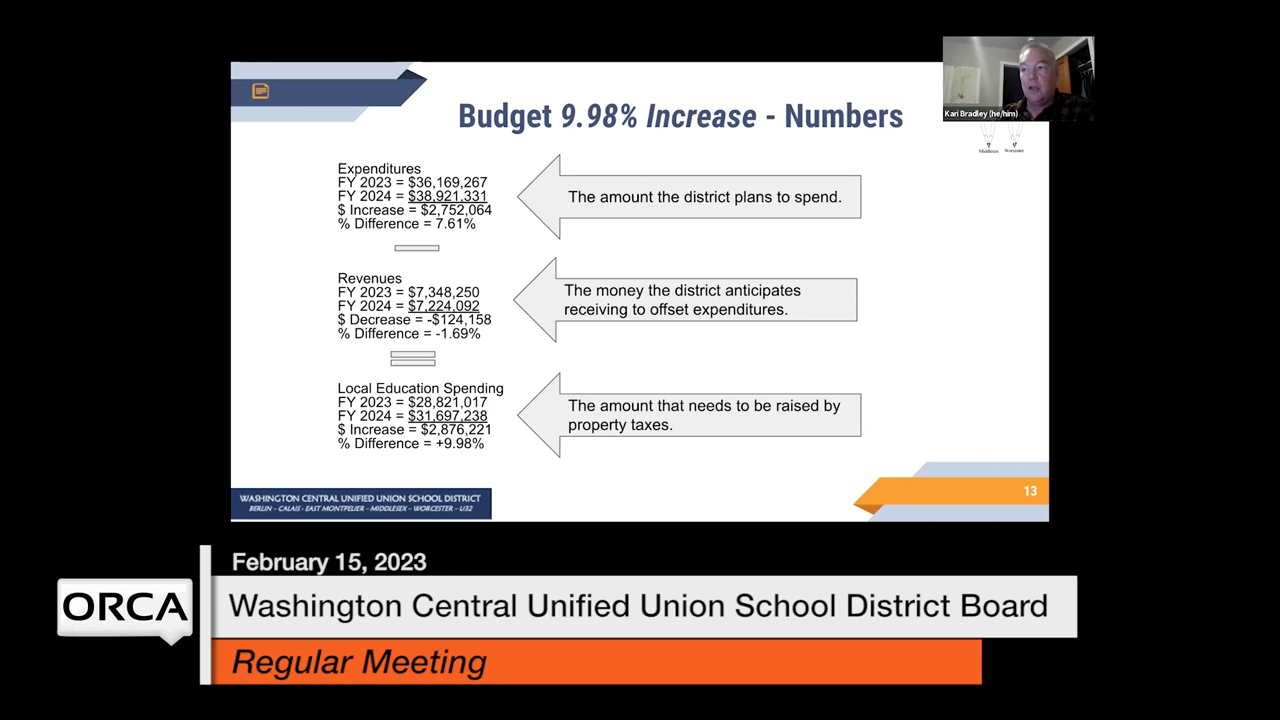 Budget 9.98% Increase - Numbers
Kari Bradley (he/him)
Middlesex Worcester
Expenditures
FY 2023 = $36,169,267
FY 2024 = $38,921,331
$ Increase = $2,752,064
% Difference = 7.61%
The amount the district plans to spend.
Revenues
FY 2023 = $7,348,250
FY 2024 = $7,224,092
$ Decrease = -$124,158
% Difference = -1.69%
The money the district anticipates
receiving to offset expenditures.
Local Education Spending
FY 2023 = $28,821,017
FY 2024 = $31,697,238
$ Increase = $2,876,221
% Difference = +9.98%
The amount that needs to be raised by
property taxes.
13
WASHINGTON CENTRAL UNIFIED UNION SCHOOL DISTRICT
BERLIN ~ CALAIS - EAST MONTPELIER ~ MIDDLESEX ~ WORCESTER ~ U32
February 15, 2023
ORCA
Washington Central Unified Union School District Board
Regular Meeting